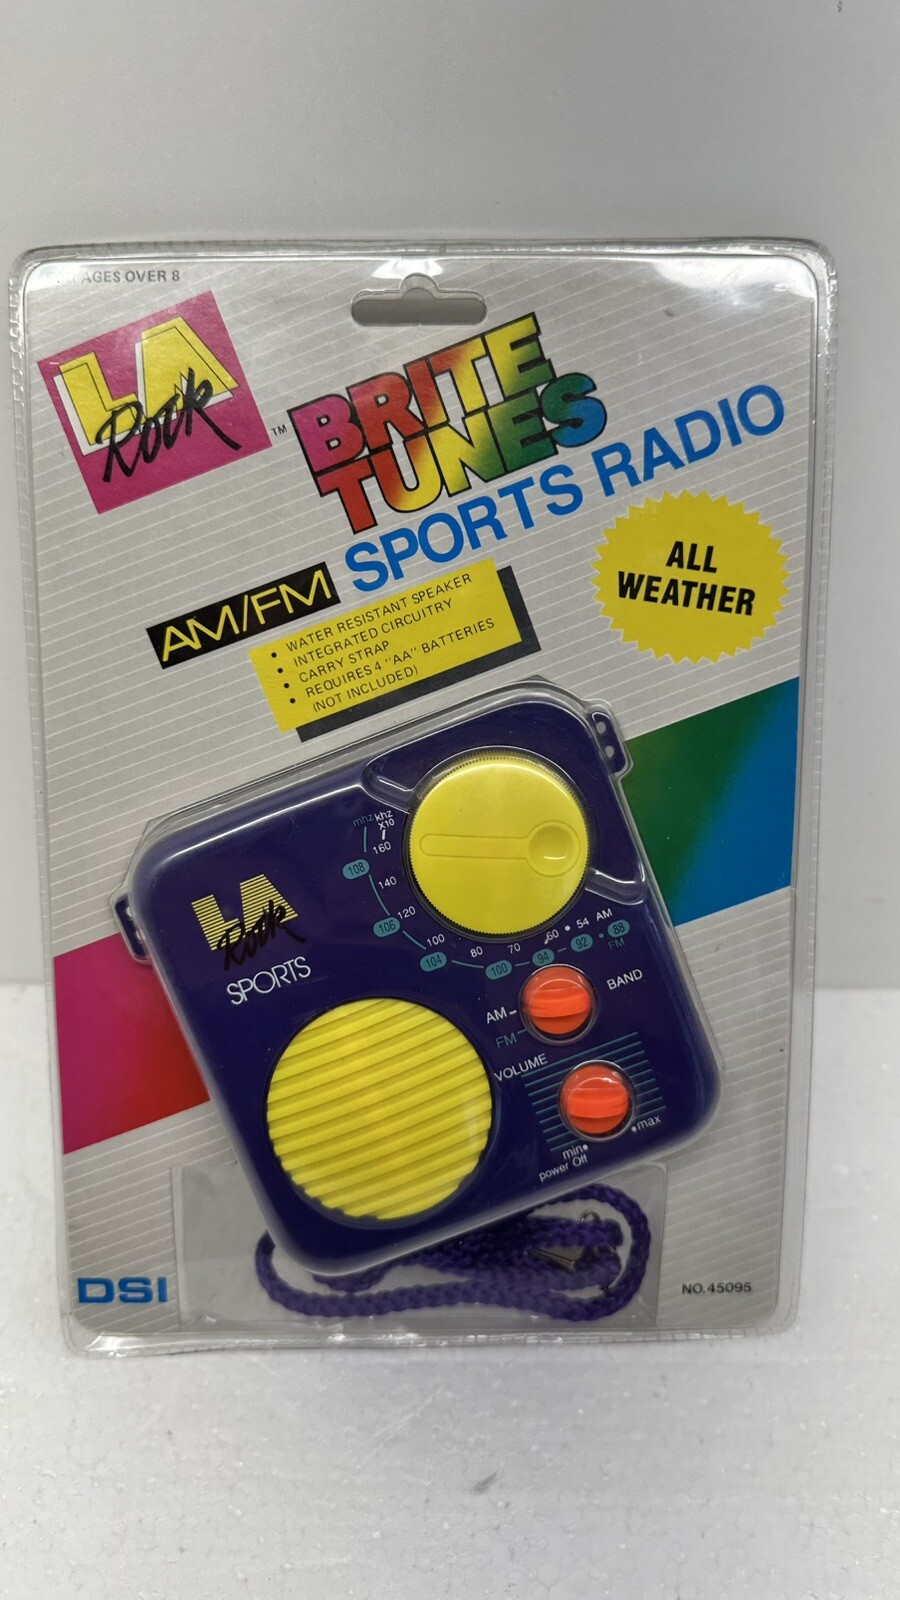 AGES OVER 8
LA
Rock
TM
BRITE
TUNES
SPORTS RADIO
AM/FM
ALL
WEATHER
• WATER RESISTANT SPEAKER
• INTEGRATED CIRCUITRY
• CARRY STRAP
• REQUIRES 4 "AA" BATTERIES
(NOT INCLUDED)
mhz khz
X10
160
108
140
120
106
100
104
80
70
60
54 AM
100
94
92
88
FM
LA
Rock
SPORTS
BAND
AM
FM
VOLUME
min
max
power Off
DSI
NO. 45095